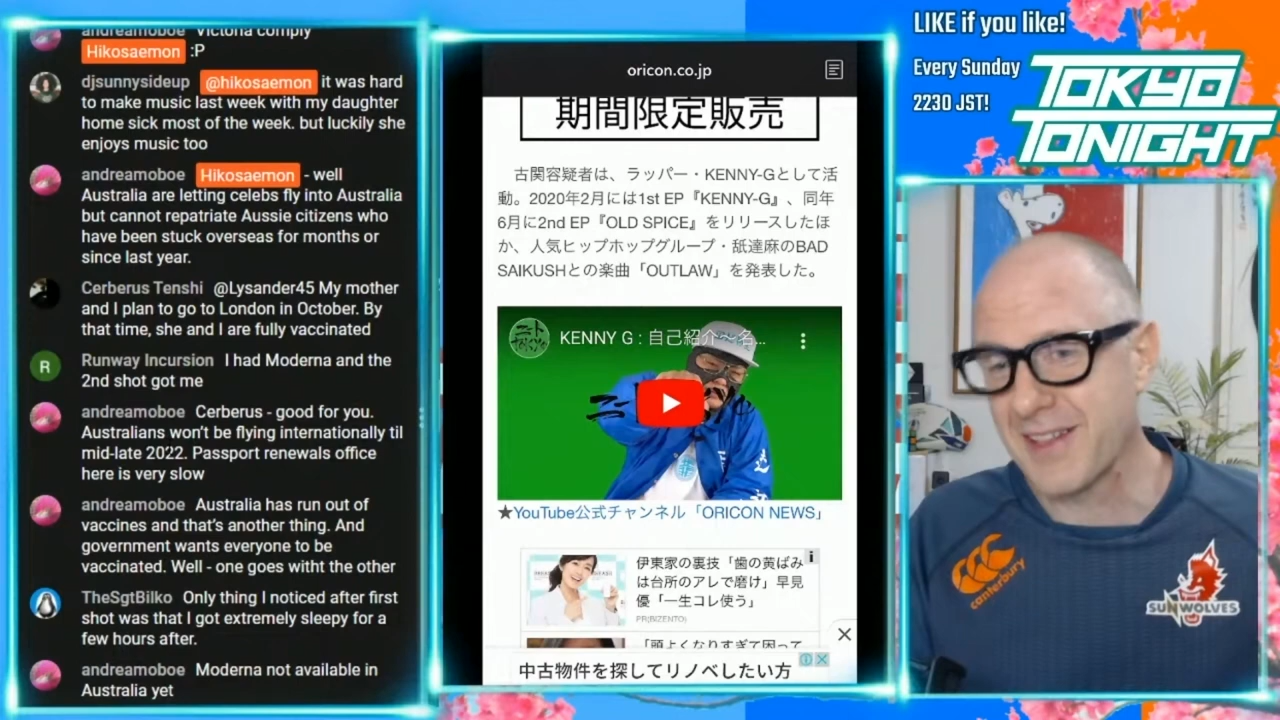 andreamoboe Victoria comply
Hikosaemon :P
djsunnysideup @hikosaemon it was hard
to make music last week with my daughter
home sick most of the week. but luckily she
enjoys music too
andreamoboe Hikosaemon - well
Australia are letting celebs fly into Australia
but cannot repatriate Aussie citizens who
have been stuck overseas for months or
since last year.
Cerberus Tenshi @Lysander45 My mother
and I plan to go to London in October. By
that time, she and I are fully vaccinated
R
Runway Incursion I had Moderna and the
2nd shot got me
andreamoboe Cerberus - good for you.
Australians won't be flying internationally til
mid-late 2022. Passport renewals office
here is very slow
andreamoboe Australia has run out of
vaccines and that's another thing. And
government wants everyone to be
vaccinated. Well - one goes witht the other
TheSgtBilko Only thing I noticed after first
shot was that I got extremely sleepy for a
few hours after.
andreamoboe Moderna not available in
Australia yet
oricon.co.jp
期間限定販売
古関容疑者は、ラッパー・KENNY-Gとして活
動。2020年2月には1st EP『KENNY-G』、同年
6月に2nd EP『OLD SPICE』をリリースしたほ
か、人気ヒップホップグループ・舐達麻のBAD
SAIKUSHとの楽曲「OUTLAW」を発表した。
KENNY G : 自己紹介〜名...
★YouTube公式チャンネル「ORICON NEWS」
伊東家の裏技「歯の黄ばみ
は台所のアレで磨け」早見
優「一生コレ使う」
PR(BIZENTO)
「頭よくなりすぎて困って
中古物件を探してリノベしたい方
LIKE if you like!
Every Sunday
2230 JST!
TOKYO
TONIGHT
canterbury
SUNWOLVES